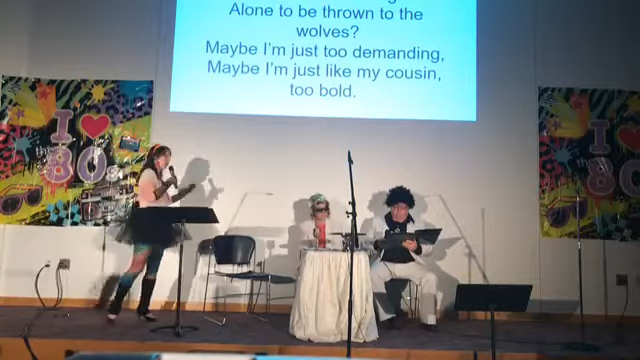 Alone to be thrown to the
wolves?
Maybe I'm just too demanding,
Maybe I'm just like my cousin,
too bold.
I
the
80s
I
the
80